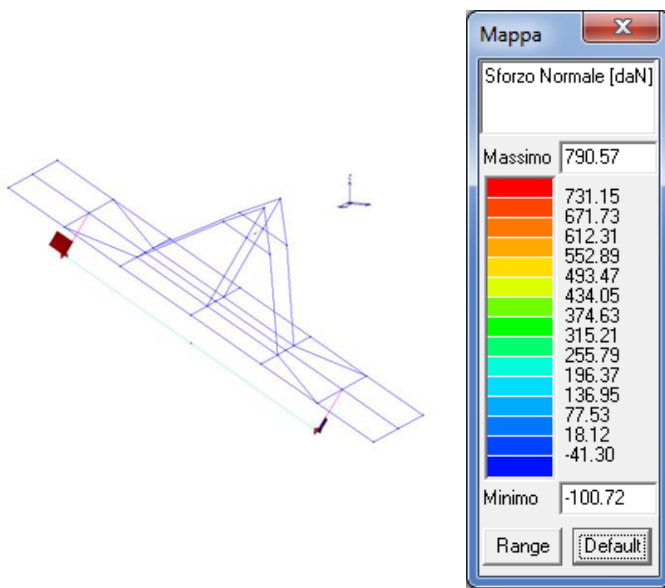 Mappa
Sforzo Normale [daN]
Massimo 790.57
731.15
671.73
612.31
552.89
493.47
434.05
374.63
315.21
255.79
196.37
136.95
77.53
18.12
-41.30
Minimo -100.72
Range Default